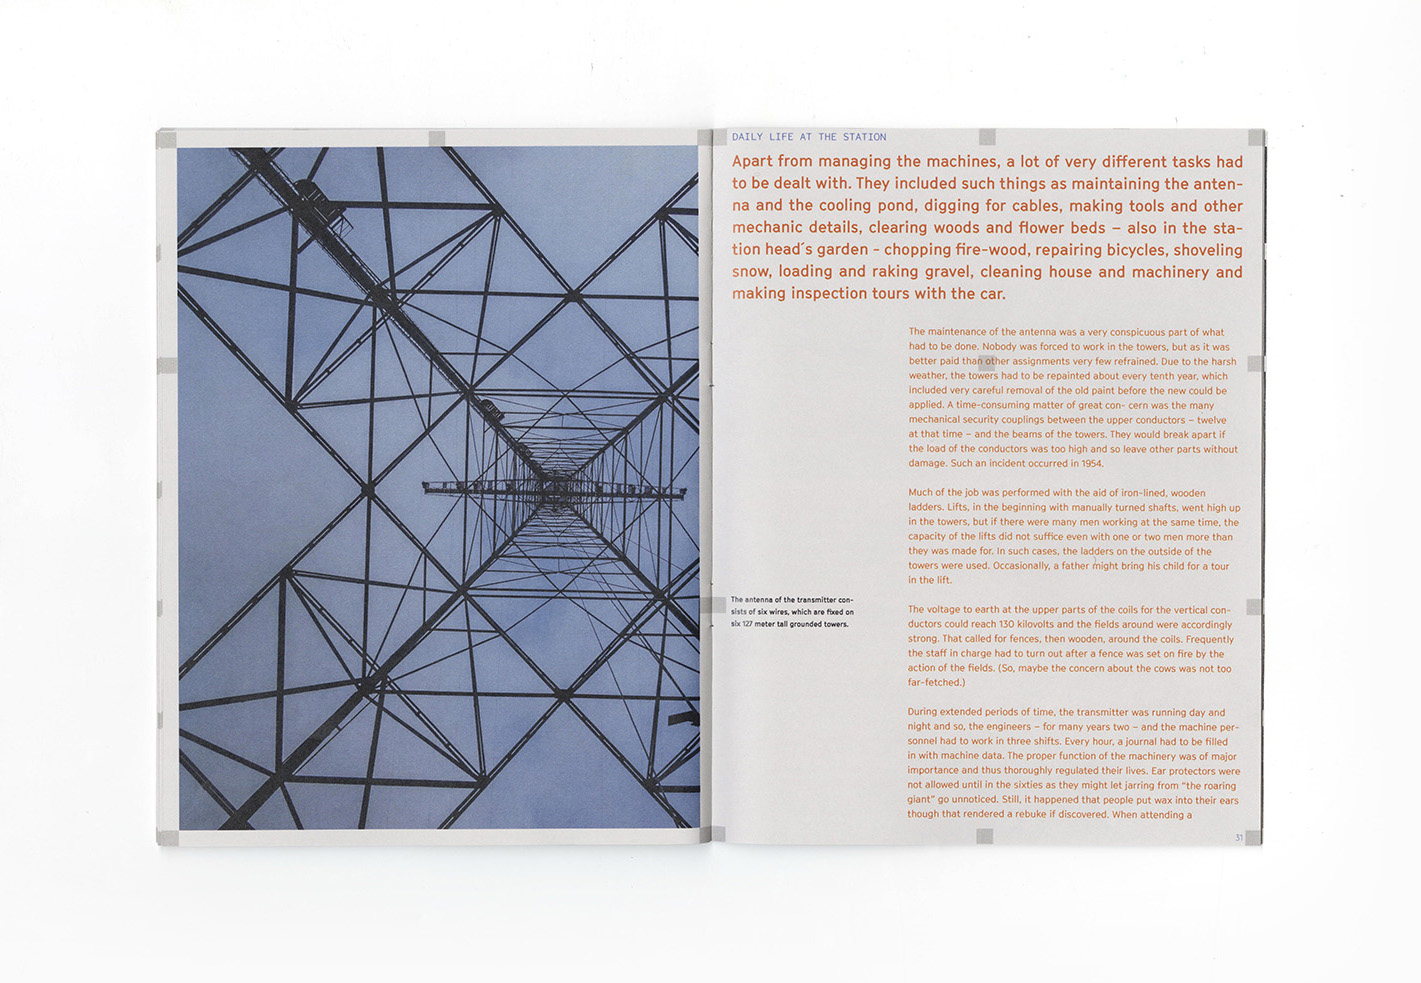 DAILY LIFE AT THE STATION
Apart from managing the machines, a lot of very different tasks had
to be dealt with. They included such things as maintaining the anten-
na and the cooling pond, digging for cables, making tools and other
mechanic details, clearing woods and flower beds – also in the sta-
tion head´s garden - chopping fire-wood, repairing bicycles, shoveling
snow, loading and raking gravel, cleaning house and machinery and
making inspection tours with the car.
The maintenance of the antenna was a very conspicuous part of what
had to be done. Nobody was forced to work in the towers, but as it was
better paid than other assignments very few refrained. Due to the harsh
weather, the towers had to be repainted about every tenth year, which
included very careful removal of the old paint before the new could be
applied. A time-consuming matter of great con- cern was the many
mechanical security couplings between the upper conductors – twelve
at that time – and the beams of the towers. They would break apart if
the load of the conductors was too high and so leave other parts without
damage. Such an incident occurred in 1954.
Much of the job was performed with the aid of iron-lined, wooden
ladders. Lifts, in the beginning with manually turned shafts, went high up
in the towers, but if there were many men working at the same time, the
capacity of the lifts did not suffice even with one or two men more than
they was made for. In such cases, the ladders on the outside of the
towers were used. Occasionally, a father might bring his child for a tour
in the lift.
The antenna of the transmitter con-
sists of six wires, which are fixed on
six 127 meter tall grounded towers.
The voltage to earth at the upper parts of the coils for the vertical con-
ductors could reach 130 kilovolts and the fields around were accordingly
strong. That called for fences, then wooden, around the coils. Frequently
the staff in charge had to turn out after a fence was set on fire by the
action of the fields. (So, maybe the concern about the cows was not too
far-fetched.)
During extended periods of time, the transmitter was running day and
night and so, the engineers – for many years two – and the machine per-
sonnel had to work in three shifts. Every hour, a journal had to be filled
in with machine data. The proper function of the machinery was of major
importance and thus thoroughly regulated their lives. Ear protectors were
not allowed until in the sixties as they might let jarring from "the roaring
giant" go unnoticed. Still, it happened that people put wax into their ears
though that rendered a rebuke if discovered. When attending a
31